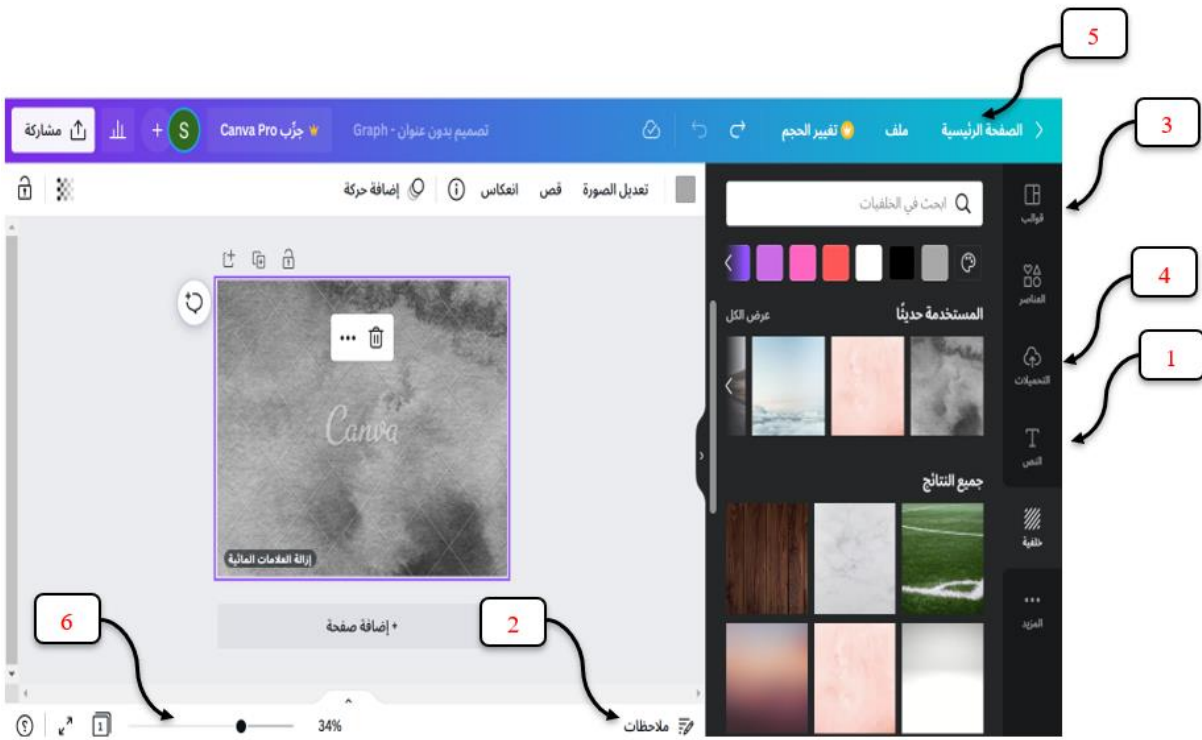 5
3
4
1
6
2
الصفحة الرئيسية
ملف
تغيير الحجم
تصميم بدون عنوان - Graph
جرِّب Canva Pro
S
+
مشاركة
قوالب
العناصر
التحميلات
النص
خلفية
المزيد
ابحث في الخلفيات
المستخدمة حديثًا
عرض الكل
جميع النتائج
تعديل الصورة
قص
انعكاس
إضافة حركة
Canva
إزالة العلامات المائية
+ إضافة صفحة
ملاحظات
34%
1
?